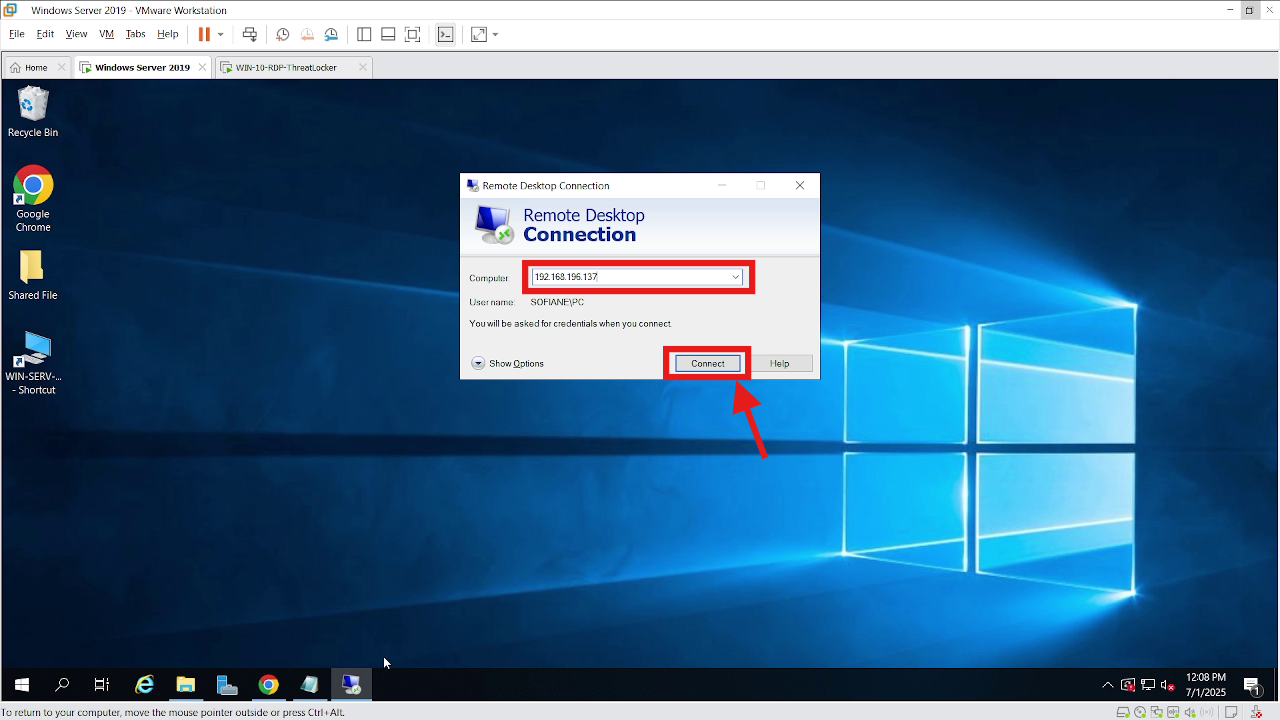 Windows Server 2019 - VMware Workstation
File Edit View VM Tabs Help
Home Windows Server 2019 WIN-10-RDP-ThreatLocker
Recycle Bin
Google
Chrome
Shared File
WIN-SERV-...
- Shortcut
Remote Desktop Connection
Remote Desktop
Connection
Computer: 192.168.196.137
User name: SOFIANE\PC
You will be asked for credentials when you connect.
Show Options Connect Help
12:08 PM
7/1/2025
1
To return to your computer, move the mouse pointer outside or press Ctrl+Alt.